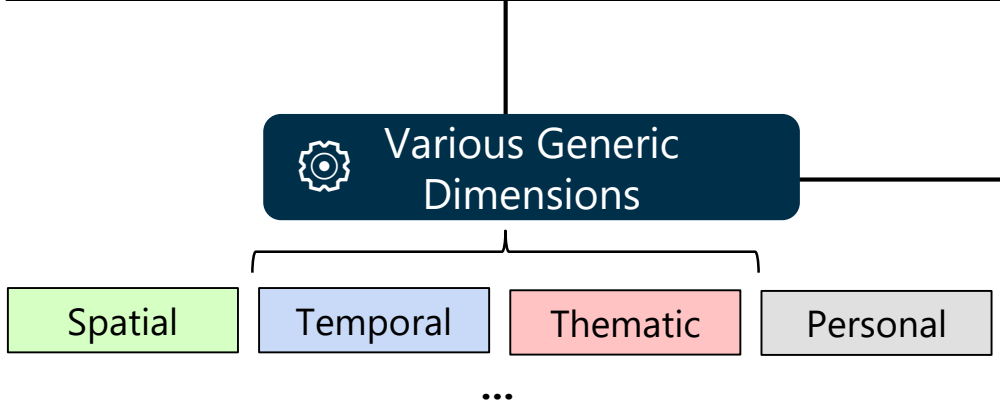 Various Generic
Dimensions
Spatial
Temporal
Thematic
Personal
...